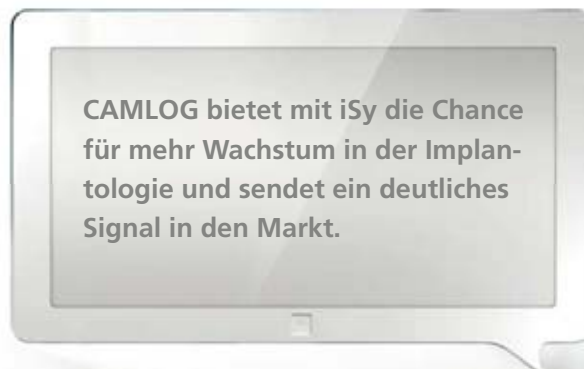 CAMLOG bietet mit iSy die Chance
für mehr Wachstum in der Implan-
tologie und sendet ein deutliches
Signal in den Markt.